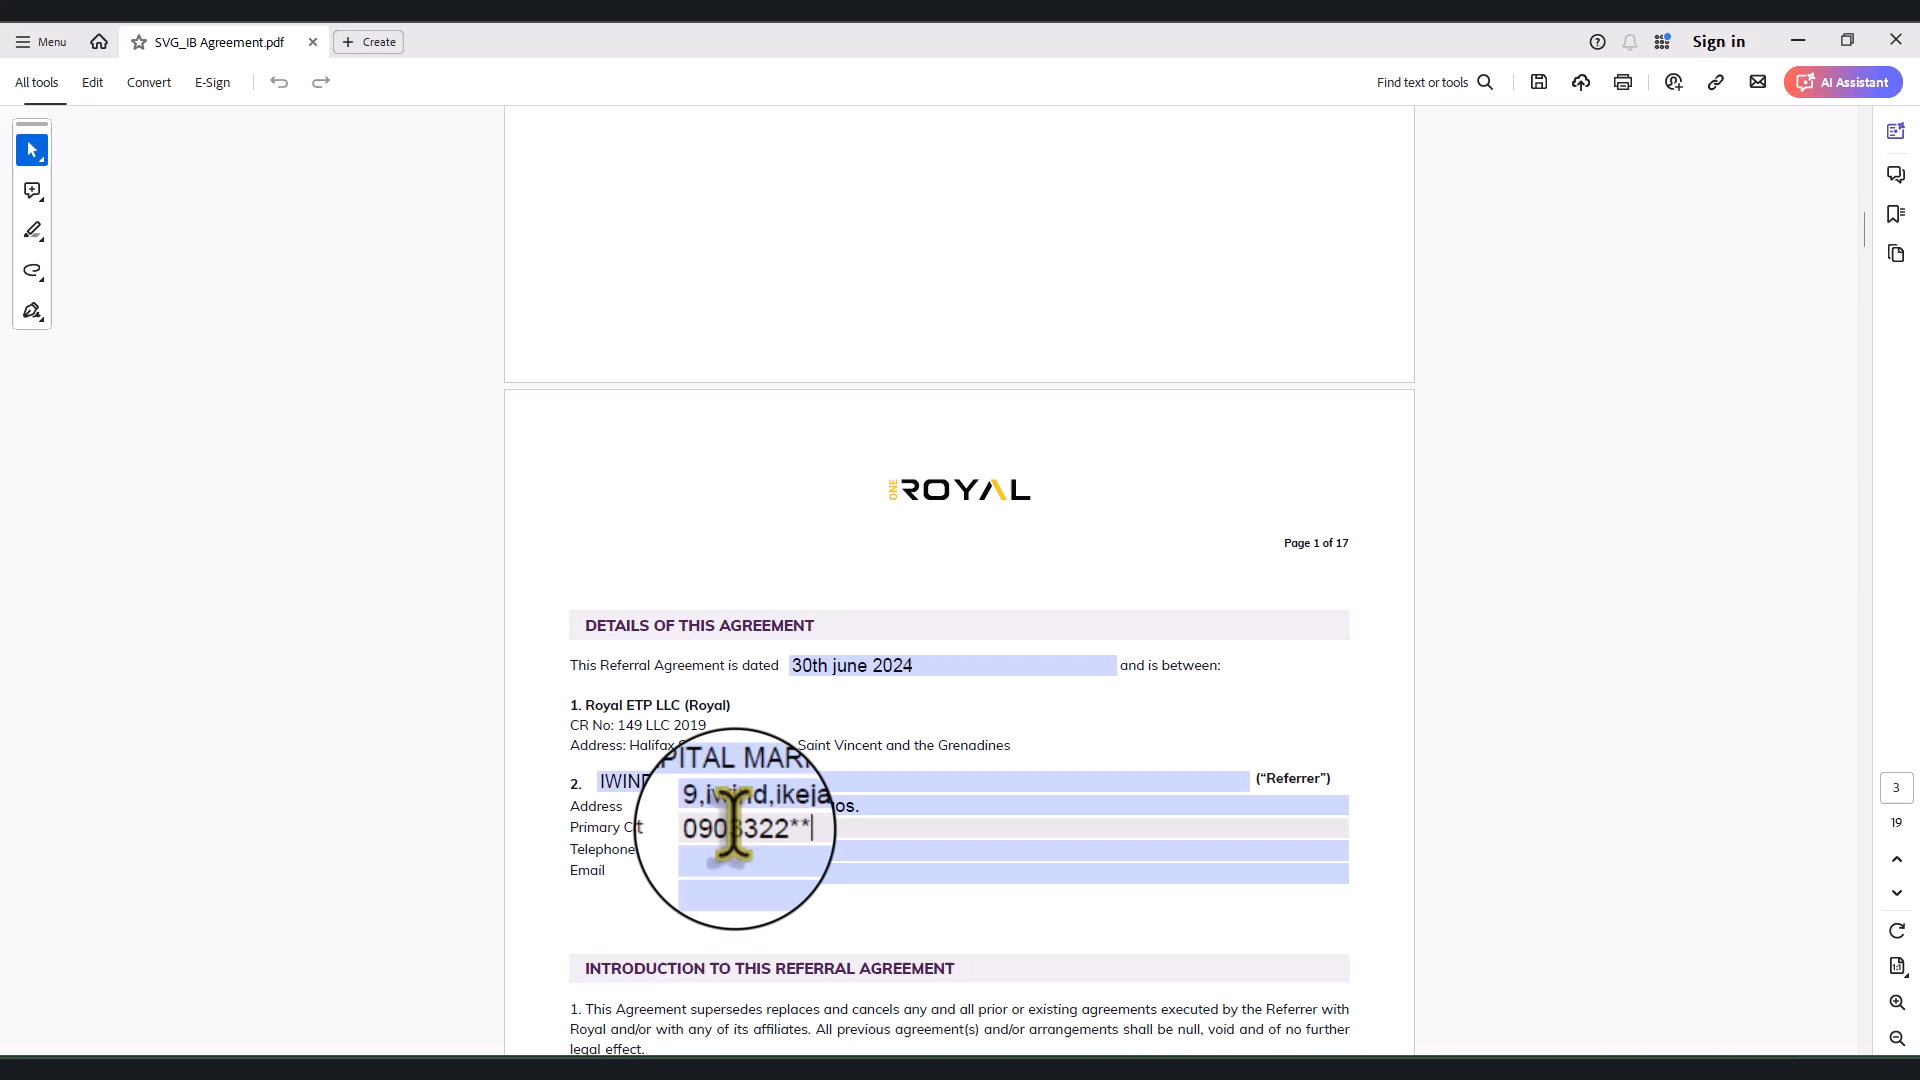 Menu
SVG_IB Agreement.pdf
Create
Sign in
All tools
Edit
Convert
E-Sign
Find text or tools
AI Assistant
ONE ROYAL
Page 1 of 17
DETAILS OF THIS AGREEMENT
This Referral Agreement is dated 30th june 2024 and is between:
1. Royal ETP LLC (Royal)
CR No: 149 LLC 2019
Address: Halifax Saint Vincent and the Grenadines
2. IWIND PITAL MAR ("Referrer")
Address 9,iwind,ikeja os.
Primary C t 0903322**
Telephone
Email
INTRODUCTION TO THIS REFERRAL AGREEMENT
1. This Agreement supersedes replaces and cancels any and all prior or existing agreements executed by the Referrer with
Royal and/or with any of its affiliates. All previous agreement(s) and/or arrangements shall be null, void and of no further
legal effect.
3
19